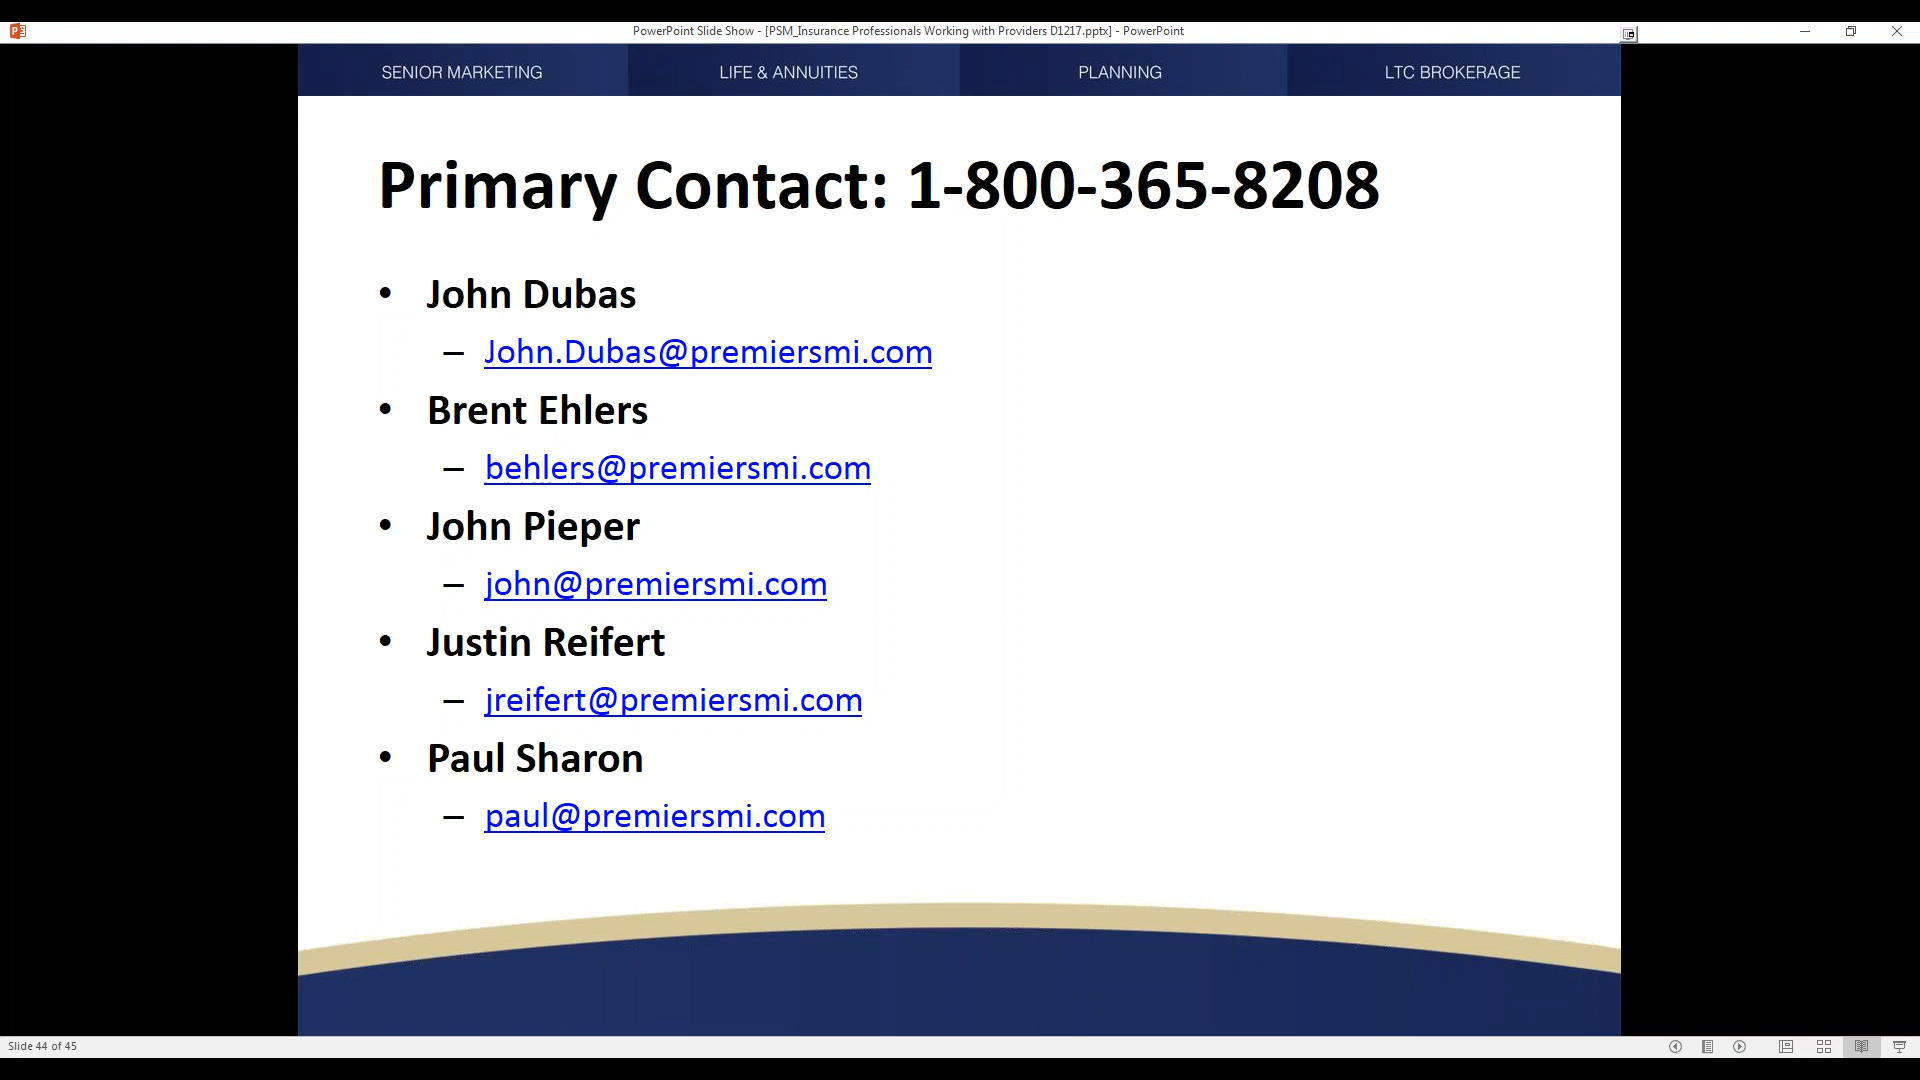 PowerPoint Slide Show - [PSM_Insurance Professionals Working with Providers D1217.pptx] - PowerPoint
SENIOR MARKETING
LIFE & ANNUITIES
PLANNING
LTC BROKERAGE
Primary Contact: 1-800-365-8208
• John Dubas
– John.Dubas@premiersmi.com
• Brent Ehlers
– behlers@premiersmi.com
• John Pieper
– john@premiersmi.com
• Justin Reifert
– jreifert@premiersmi.com
• Paul Sharon
– paul@premiersmi.com
Slide 44 of 45